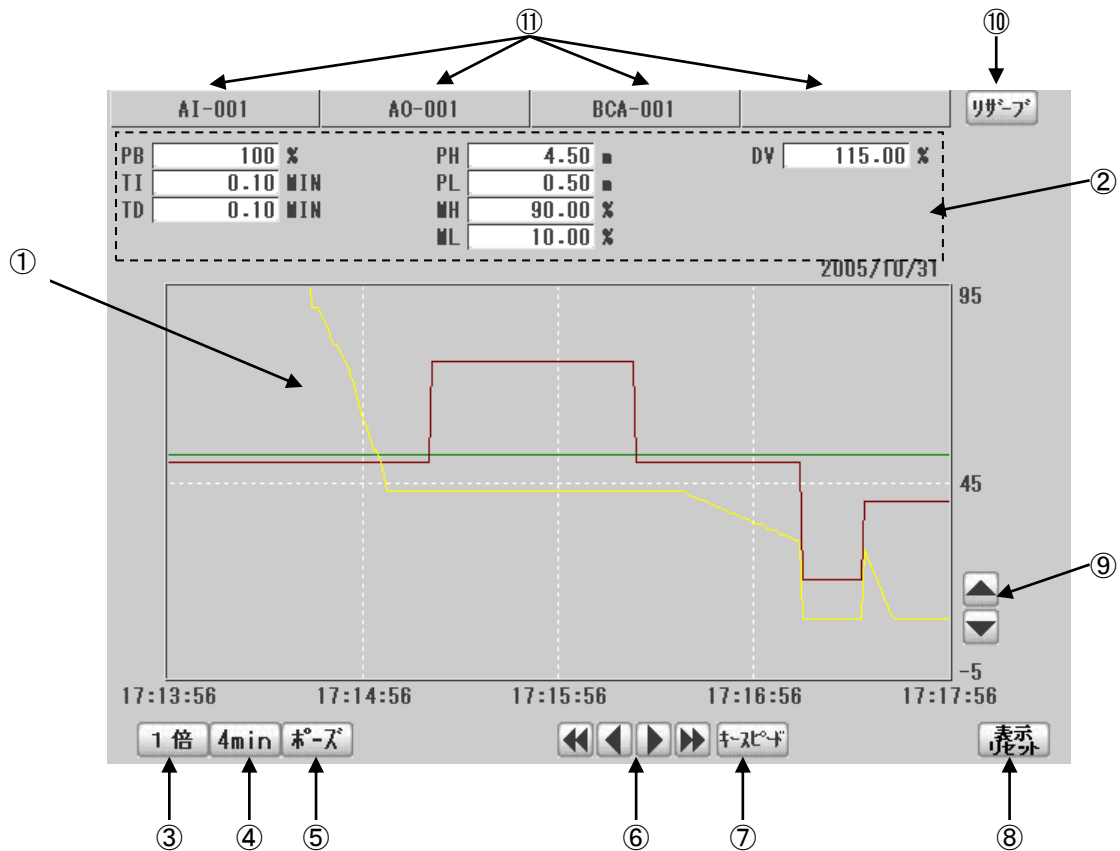 ⑪ ⑩
AI-001 AO-001 BCA-001 リザーブ
PB 100 % PH 4.50 m DV 115.00 %
TI 0.10 MIN PL 0.50 m ②
TD 0.10 MIN MH 90.00 %
ML 10.00 %
①
2005/10/31
95
45
⑨
-5
17:13:56 17:14:56 17:15:56 17:16:56 17:17:56
1倍 4min ポーズ キースピード 表示リセット
③ ④ ⑤ ⑥ ⑦ ⑧